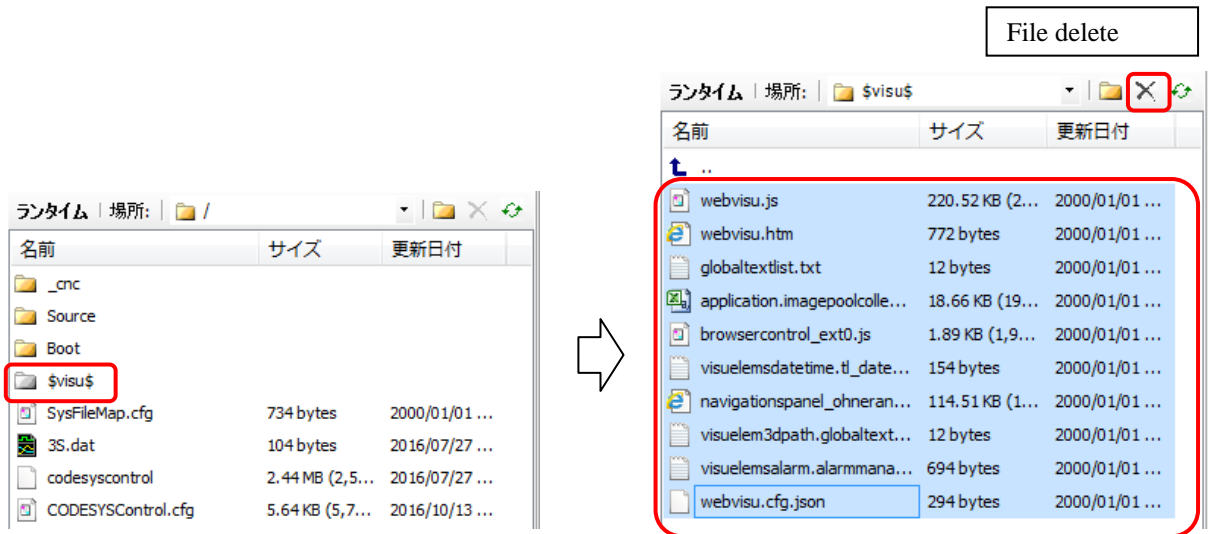 File delete
ランタイム 場所: /
名前 サイズ 更新日付
_cnc
Source
Boot
$visu$
SysFileMap.cfg 734 bytes 2000/01/01 ...
3S.dat 104 bytes 2016/07/27 ...
codesyscontrol 2.44 MB (2,5... 2016/07/27 ...
CODESYSControl.cfg 5.64 KB (5,7... 2016/10/13 ...
ランタイム 場所: $visu$
名前 サイズ 更新日付
..
webvisu.js 220.52 KB (2... 2000/01/01 ...
webvisu.htm 772 bytes 2000/01/01 ...
globaltextlist.txt 12 bytes 2000/01/01 ...
application.imagepoolcolle... 18.66 KB (19... 2000/01/01 ...
browsercontrol_ext0.js 1.89 KB (1,9... 2000/01/01 ...
visuelemsdatetime.tl_date... 154 bytes 2000/01/01 ...
navigationspanel_ohneran... 114.51 KB (1... 2000/01/01 ...
visuelem3dpath.globaltext... 12 bytes 2000/01/01 ...
visuelemsalarm.alarmmana... 694 bytes 2000/01/01 ...
webvisu.cfg.json 294 bytes 2000/01/01 ...